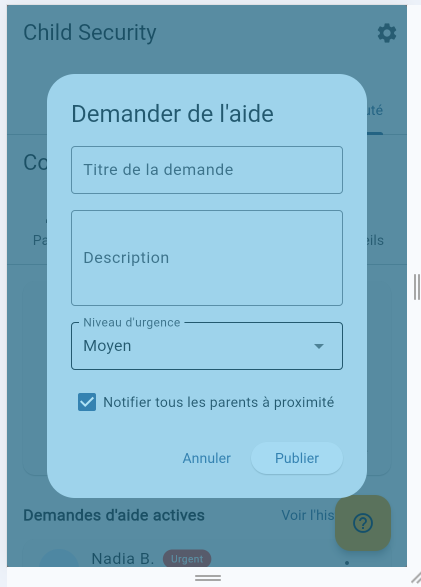 Child Security
uté
Demander de l'aide
Co
Titre de la demande
Pa
eils
Description
Niveau d'urgence
Moyen
Notifier tous les parents à proximité
Annuler
Publier
Demandes d'aide actives
Voir l'his
Nadia B.
Urgent